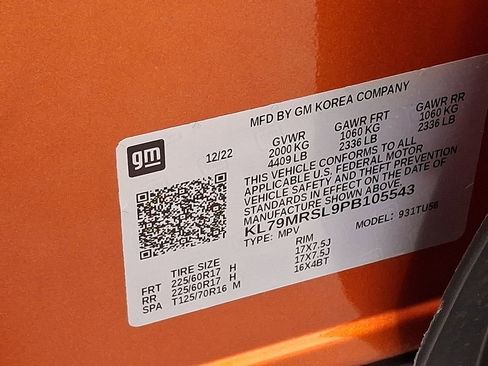 MFD BY GM KOREA COMPANY
gm
12/22
GVWR GAWR FRT GAWR RR
2000 KG 1060 KG 1060 KG
4409 LB 2336 LB 2336 LB
THIS VEHICLE CONFORMS TO ALL
APPLICABLE U.S. FEDERAL MOTOR
VEHICLE SAFETY AND THEFT PREVENTION
STANDARDS IN EFFECT ON THE DATE OF
MANUFACTURE SHOWN ABOVE.
KL79MRSL9PB105543
TYPE: MPV MODEL: 931TU56
TIRE SIZE RIM
FRT 225/60R17 H 17X7.5J
RR 225/60R17 H 17X7.5J
SPA T125/70R16 M 16X4BT